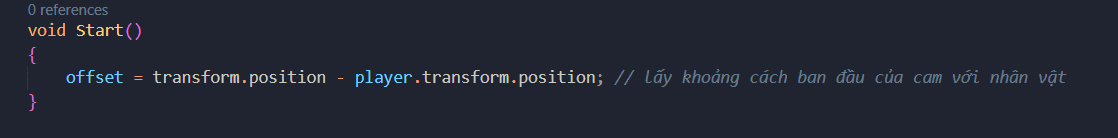 0 references
void Start()
{
offset = transform.position - player.transform.position; // lấy khoảng cách ban đầu của cam với nhân vật
}